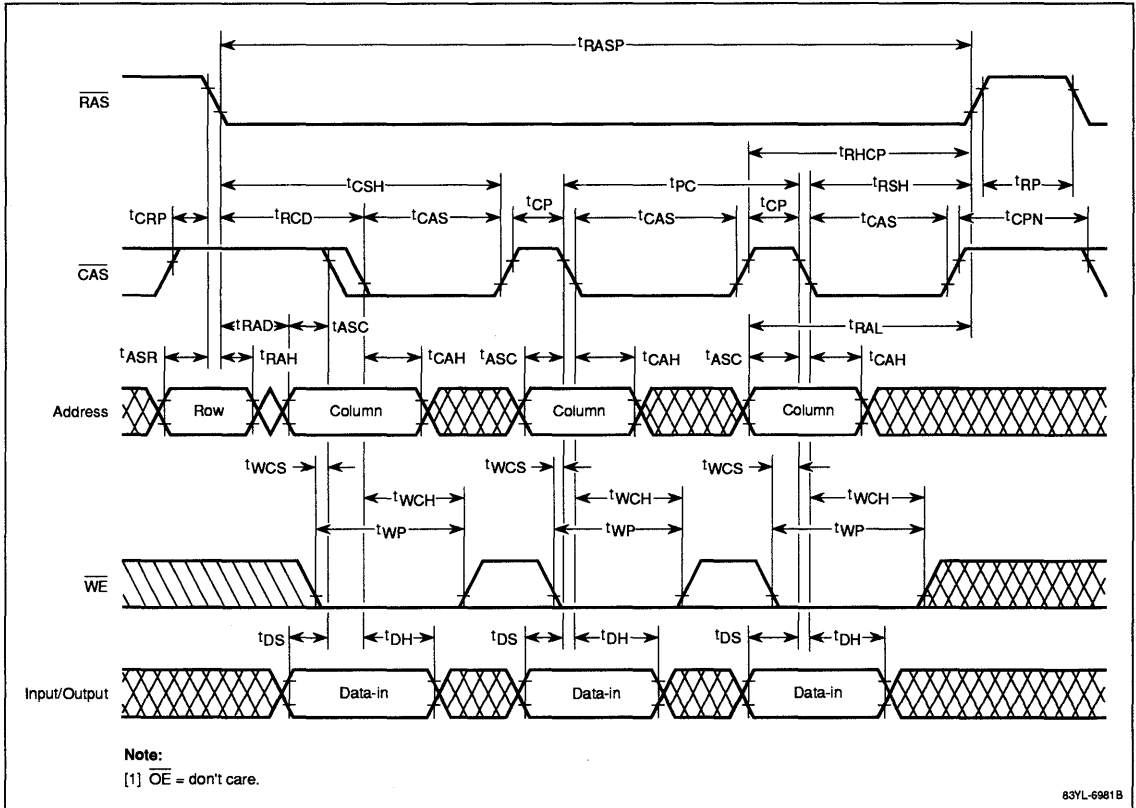 tRASP
RAS
tRHCP
tCSH tPC tRSH tRP
tCRP tRCD tCAS tCP tCAS tCP tCAS tCPN
CAS
tRAD tASC tRAL
tASR tRAH tCAH tASC tCAH tASC tCAH
Address Row Column Column Column
tWCS tWCS tWCS
tWCH tWCH tWCH
tWP tWP tWP
WE
tDS tDH tDS tDH tDS tDH
Input/Output Data-in Data-in Data-in
Note:
[1] OE = don't care.
83YL-6981B